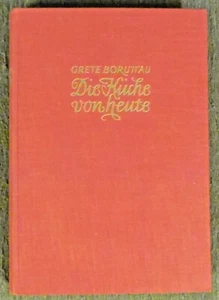 GRETE BORUTTAU
Die Küche
von heute